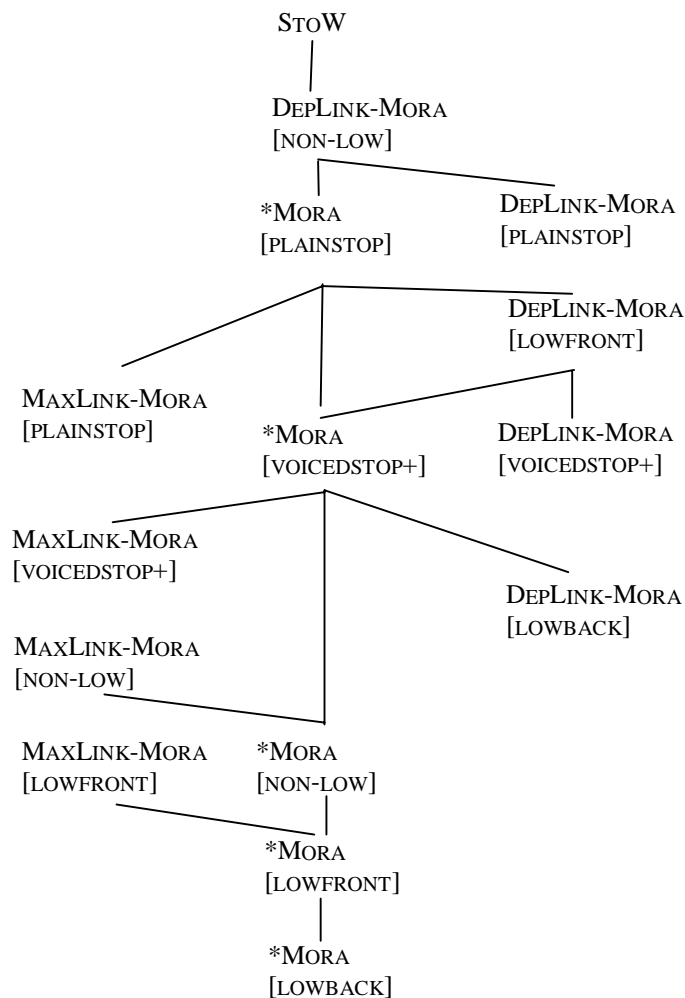 STOW
DEPLINK-MORA
[NON-LOW]
*MORA
[PLAINSTOP]
DEPLINK-MORA
[PLAINSTOP]
DEPLINK-MORA
[LOWFRONT]
MAXLINK-MORA
[PLAINSTOP]
*MORA
[VOICEDSTOP+]
DEPLINK-MORA
[VOICEDSTOP+]
MAXLINK-MORA
[VOICEDSTOP+]
DEPLINK-MORA
[LOWBACK]
MAXLINK-MORA
[NON-LOW]
MAXLINK-MORA
[LOWFRONT]
*MORA
[NON-LOW]
*MORA
[LOWFRONT]
*MORA
[LOWBACK]